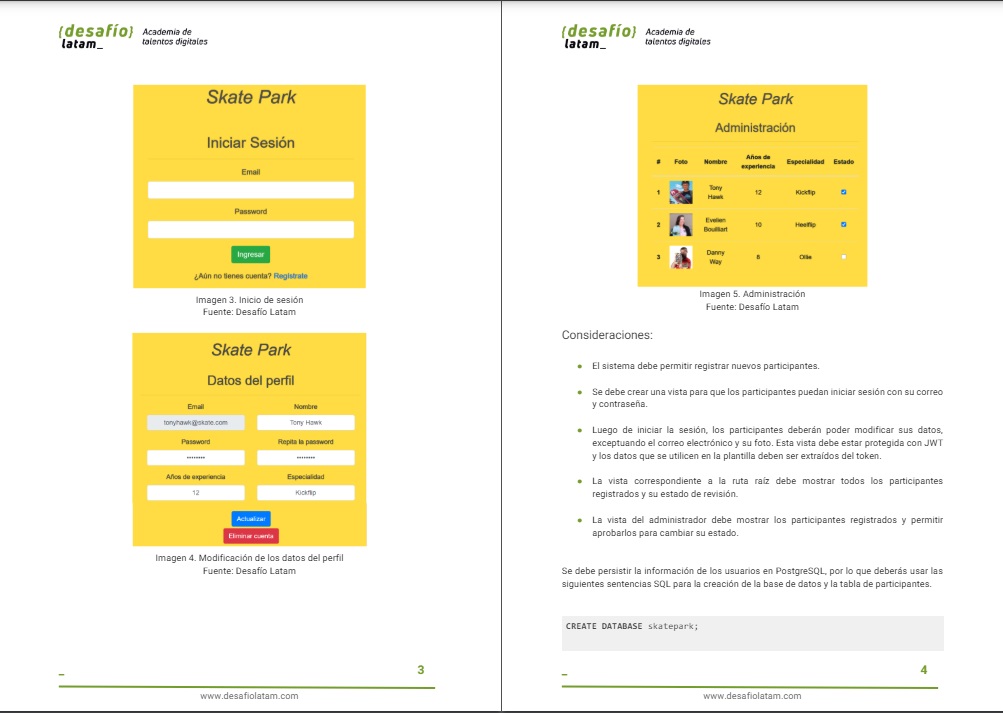 {desafío}
latam_
Academia de
talentos digitales
Skate Park
Iniciar Sesión
Email
Password
Ingresar
¿Aún no tienes cuenta? Regístrate
Imagen 3. Inicio de sesión
Fuente: Desafío Latam
Skate Park
Datos del perfil
Email Nombre
tonyhawk@skate.com Tony Hawk
Password Repita la password
•••••••• ••••••••
Años de experiencia Especialidad
12 Kickflip
Actualizar
Eliminar cuenta
Imagen 4. Modificación de los datos del perfil
Fuente: Desafío Latam
_
3
www.desafiolatam.com
{desafío}
latam_
Academia de
talentos digitales
Skate Park
Administración
# Foto Nombre Años de experiencia Especialidad Estado
1 Tony Hawk 12 Kickflip
2 Evelien Bouilliart 10 Heelflip
3 Danny Way 8 Ollie
Imagen 5. Administración
Fuente: Desafío Latam
Consideraciones:
● El sistema debe permitir registrar nuevos participantes.
● Se debe crear una vista para que los participantes puedan iniciar sesión con su correo
y contraseña.
● Luego de iniciar la sesión, los participantes deberán poder modificar sus datos,
exceptuando el correo electrónico y su foto. Esta vista debe estar protegida con JWT
y los datos que se utilicen en la plantilla deben ser extraídos del token.
● La vista correspondiente a la ruta raíz debe mostrar todos los participantes
registrados y su estado de revisión.
● La vista del administrador debe mostrar los participantes registrados y permitir
aprobarlos para cambiar su estado.
Se debe persistir la información de los usuarios en PostgreSQL, por lo que deberás usar las
siguientes sentencias SQL para la creación de la base de datos y la tabla de participantes.
CREATE DATABASE skatepark;
_
4
www.desafiolatam.com